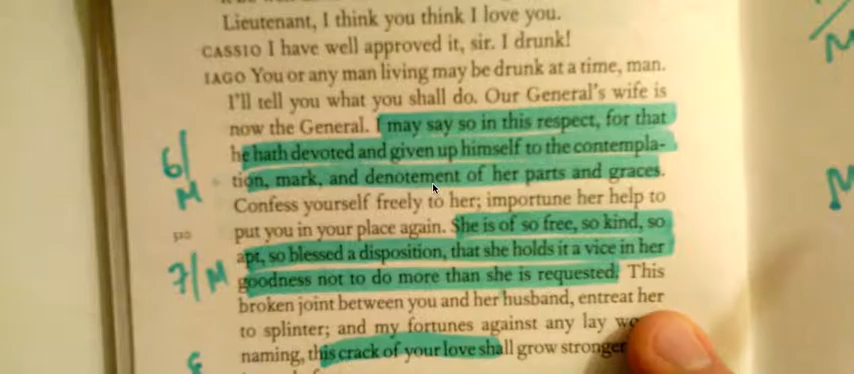 Lieutenant, I think you think I love you.
CASSIO I have well approved it, sir. I drunk!
IAGO You or any man living may be drunk at a time, man.
I'll tell you what you shall do. Our General's wife is
now the General. I may say so in this respect, for that
he hath devoted and given up himself to the contempla-
tion, mark, and denotement of her parts and graces.
Confess yourself freely to her; importune her help to
put you in your place again. She is of so free, so kind, so
apt, so blessed a disposition, that she holds it a vice in her
goodness not to do more than she is requested. This
broken joint between you and her husband, entreat her
to splinter; and my fortunes against any lay
naming, this crack of your love shall grow stronger
6/
M
310
7/M
M